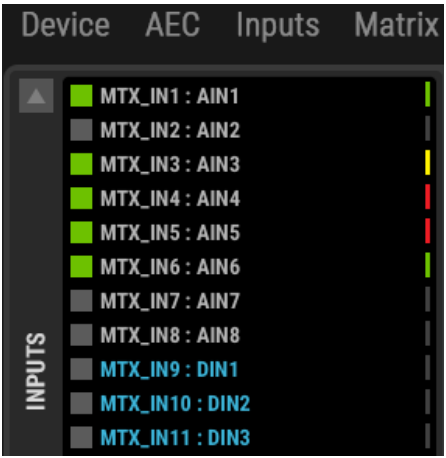 Device AEC Inputs Matrix
MTX_IN1 : AIN1
MTX_IN2 : AIN2
MTX_IN3 : AIN3
MTX_IN4 : AIN4
MTX_IN5 : AIN5
MTX_IN6 : AIN6
MTX_IN7 : AIN7
MTX_IN8 : AIN8
MTX_IN9 : DIN1
MTX_IN10 : DIN2
MTX_IN11 : DIN3
INPUTS